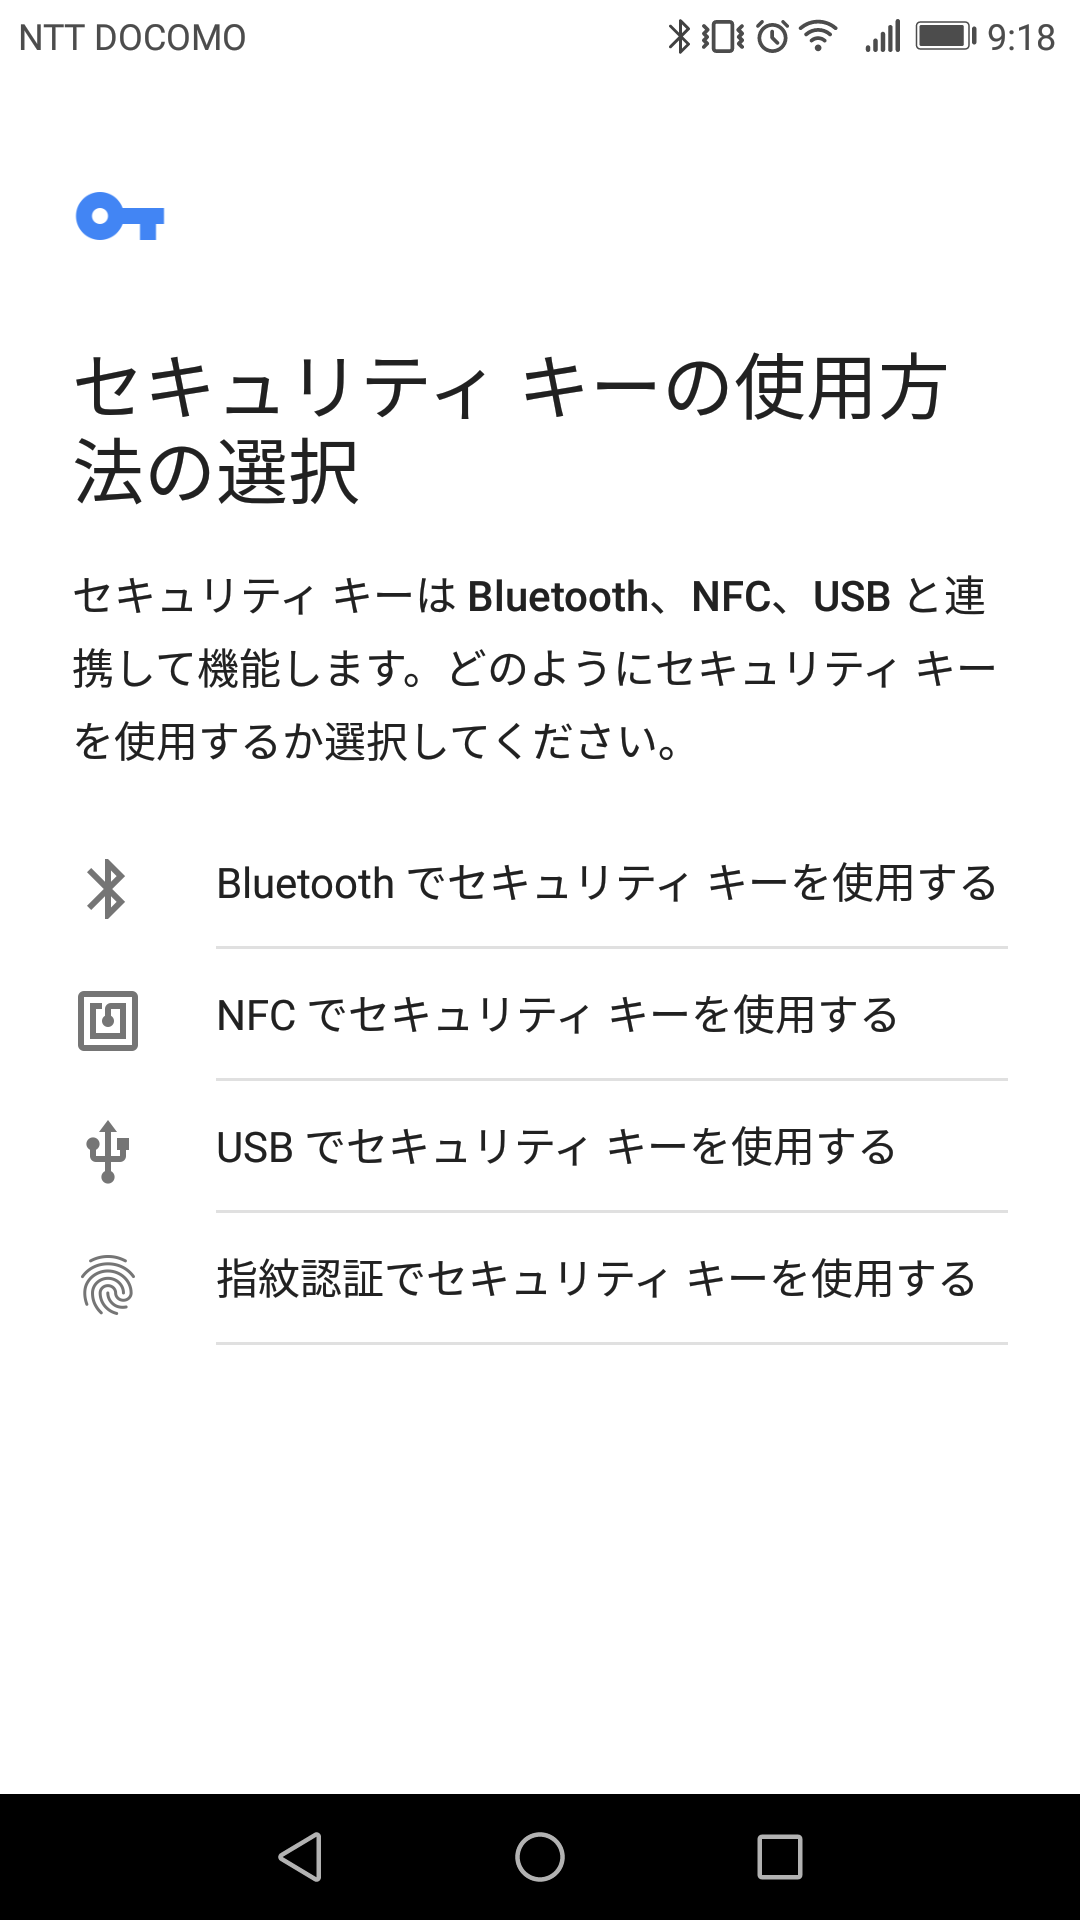 NTT DOCOMO 9:18
セキュリティ キーの使用方
法の選択
セキュリティ キーは Bluetooth、NFC、USB と連
携して機能します。どのようにセキュリティ キー
を使用するか選択してください。
Bluetooth でセキュリティ キーを使用する
NFC でセキュリティ キーを使用する
USB でセキュリティ キーを使用する
指紋認証でセキュリティ キーを使用する